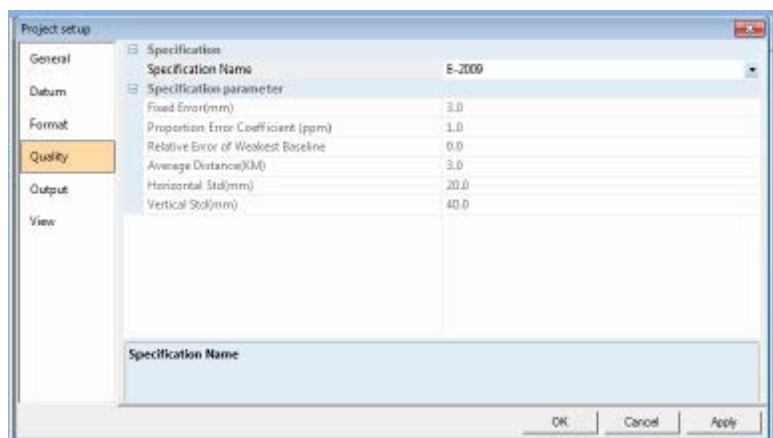 Project set up
General
Datum
Format
Quality
Output
View
Specification
Specification Name E-2009
Specification parameter
Fixed Error(mm) 3.0
Proportion Error Coefficient (ppm) 1.0
Relative Error of Weakest Baseline 0.0
Average Distance(KM) 3.0
Horizontal Std(mm) 20.0
Vertical Std(mm) 40.0
Specification Name
OK Cancel Apply